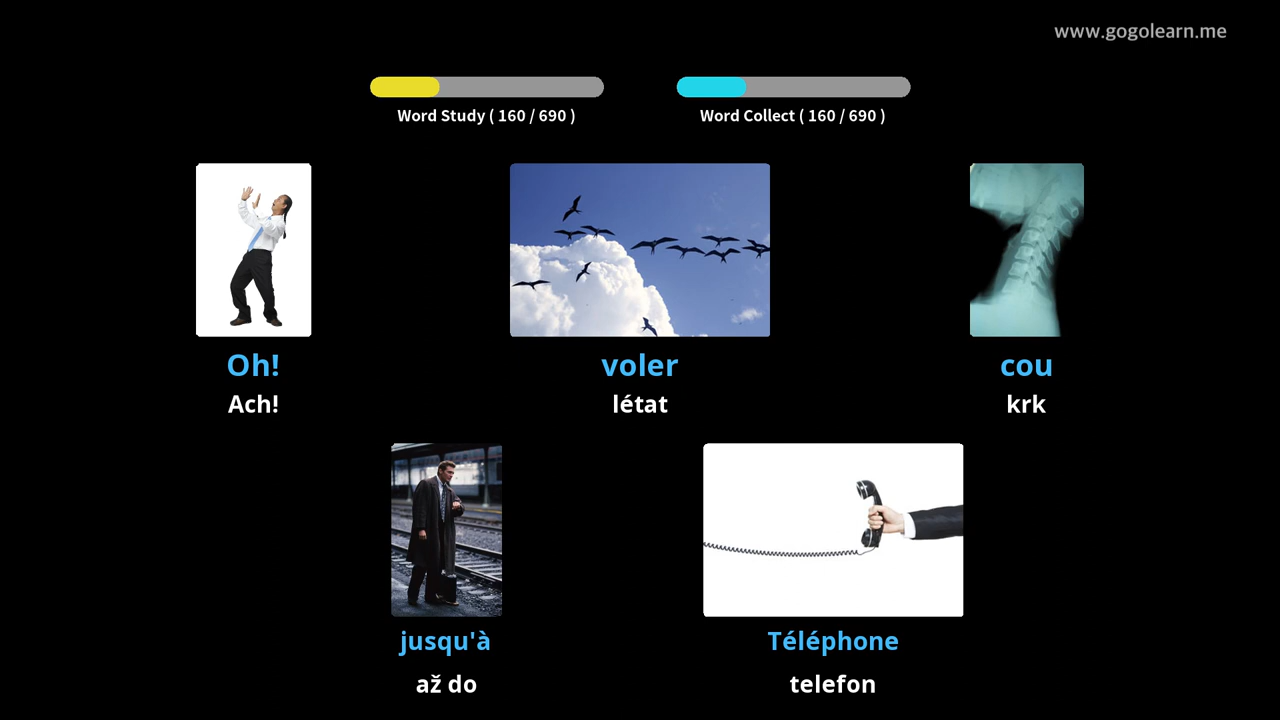 www.gogolearn.me
Word Study ( 160 / 690 )
Word Collect ( 160 / 690 )
Oh!
Ach!
voler
létat
cou
krk
jusqu'à
až do
Téléphone
telefon